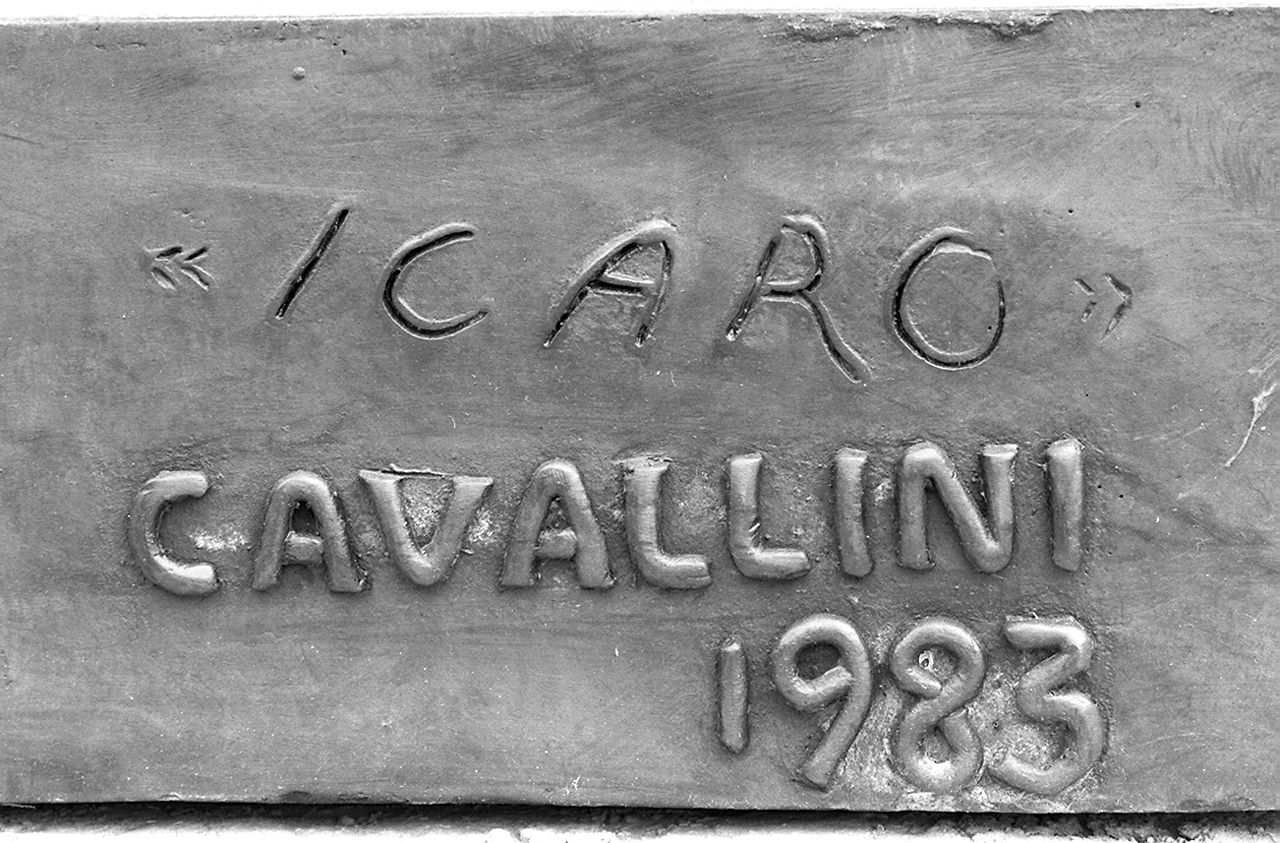 « ICARO »
CAVALLINI
1983